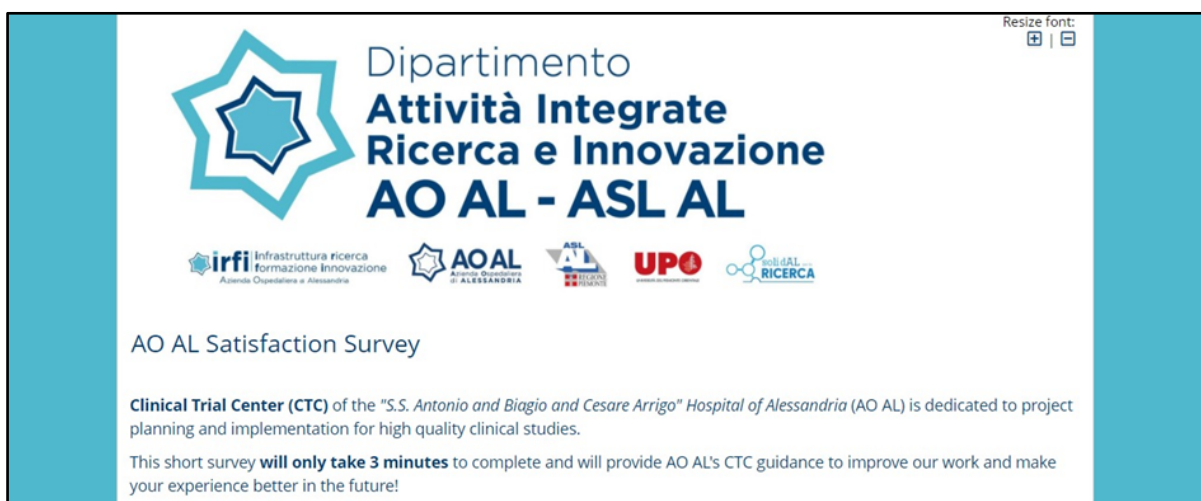 Resize font:
+ | -
Dipartimento
Attività Integrate
Ricerca e Innovazione
AO AL - ASL AL
irfi Infrastruttura ricerca
formazione Innovazione
Azienda Ospedaliera a Alessandria
AO AL
Azienda Ospedaliera
di ALESSANDRIA
ASL
AL
REGIONE
PIEMONTE
UPO
solidAL
RICERCA
AO AL Satisfaction Survey
Clinical Trial Center (CTC) of the "S.S. Antonio and Biagio and Cesare Arrigo" Hospital of Alessandria (AO AL) is dedicated to project
planning and implementation for high quality clinical studies.
This short survey will only take 3 minutes to complete and will provide AO AL's CTC guidance to improve our work and make
your experience better in the future!